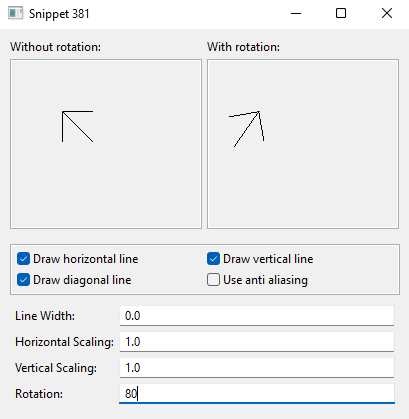 Snippet 381
Without rotation:
With rotation:
Draw horizontal line
Draw vertical line
Draw diagonal line
Use anti aliasing
Line Width:
0.0
Horizontal Scaling:
1.0
Vertical Scaling:
1.0
Rotation:
80